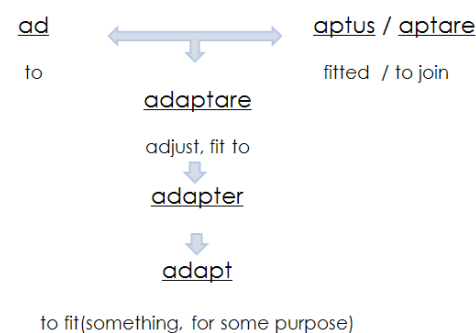 ad aptus / aptare
to fitted / to join
adaptare
adjust, fit to
adapter
adapt
to fit(something, for some purpose)